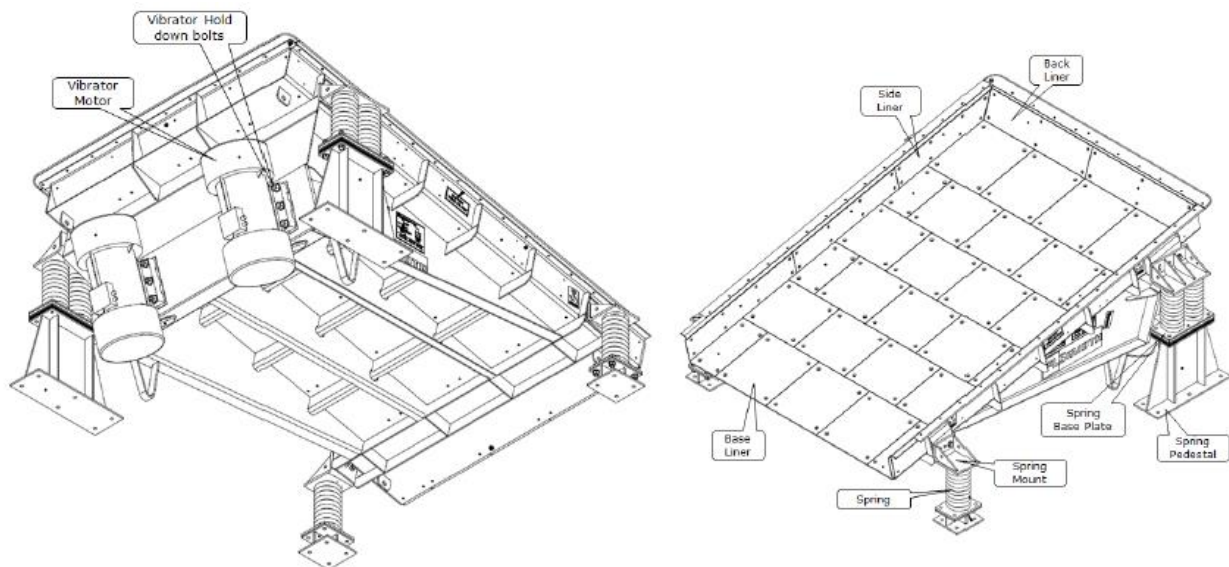 Vibrator Hold
down bolts
Vibrator
Motor
Back
Liner
Side
Liner
Base
Liner
Spring
Base Plate
Spring
Pedestal
Spring
Mount
Spring